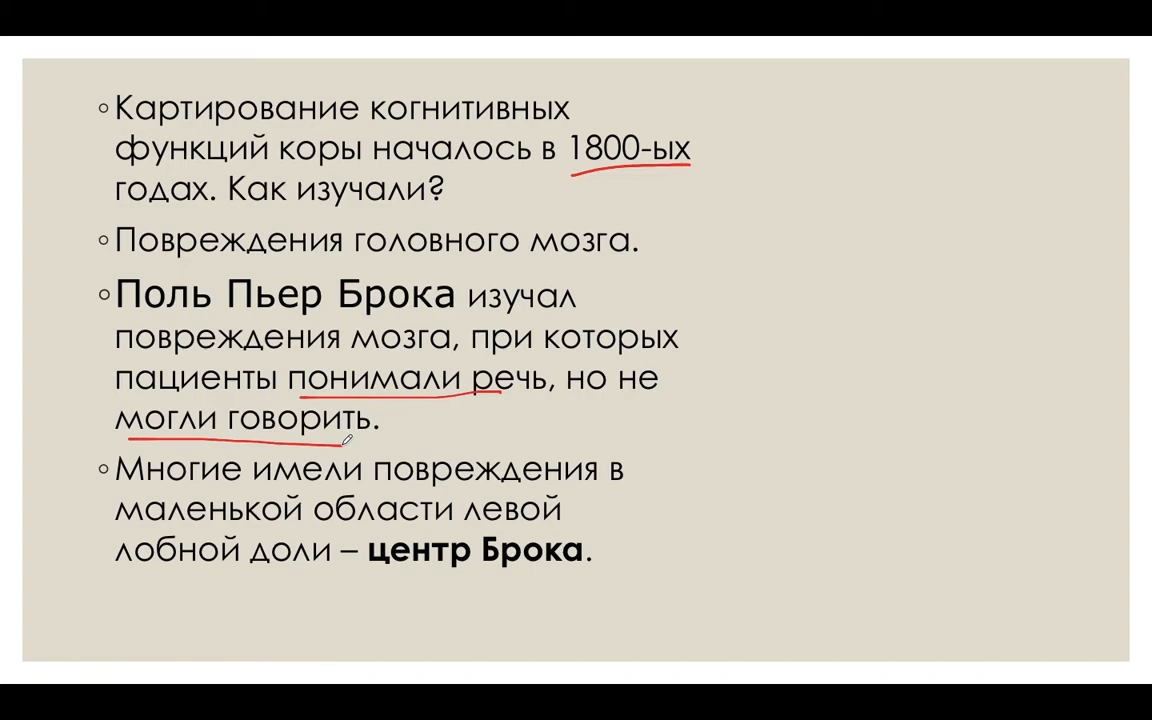 ◦Картирование когнитивных
функций коры началось в 1800-ых
годах. Как изучали?
◦Повреждения головного мозга.
◦Поль Пьер Брока изучал
повреждения мозга, при которых
пациенты понимали речь, но не
могли говорить.
◦Многие имели повреждения в
маленькой области левой
лобной доли – центр Брока.